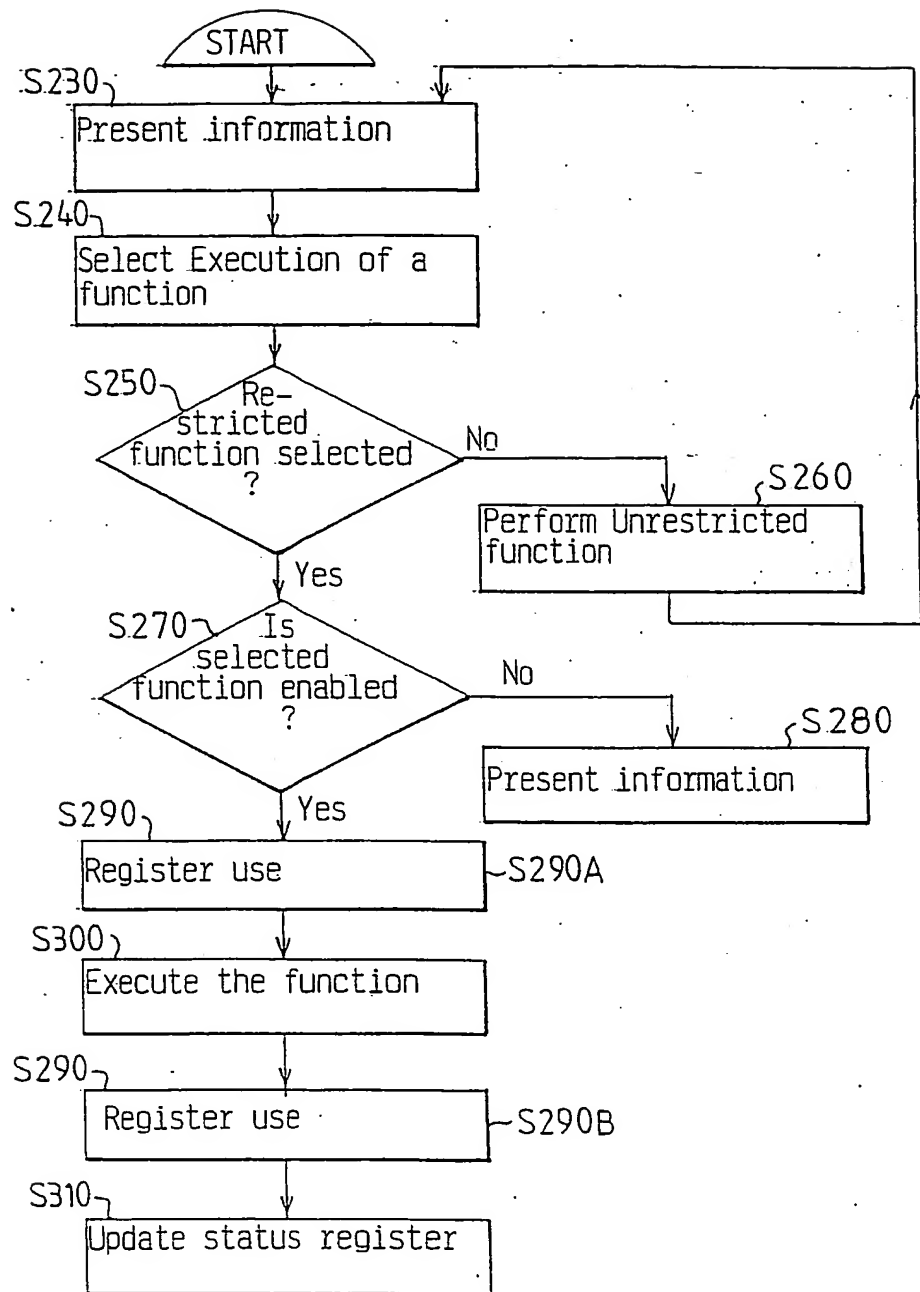 START
S230
Present information
S240
Select Execution of a
function
S250
Re-
stricted
function selected
?
No
S260
Perform Unrestricted
function
Yes
S270
Is
selected
function enabled
?
No
S280
Present information
Yes
S290
Register use
S290A
S300
Execute the function
S290
Register use
S290B
S310
Update status register